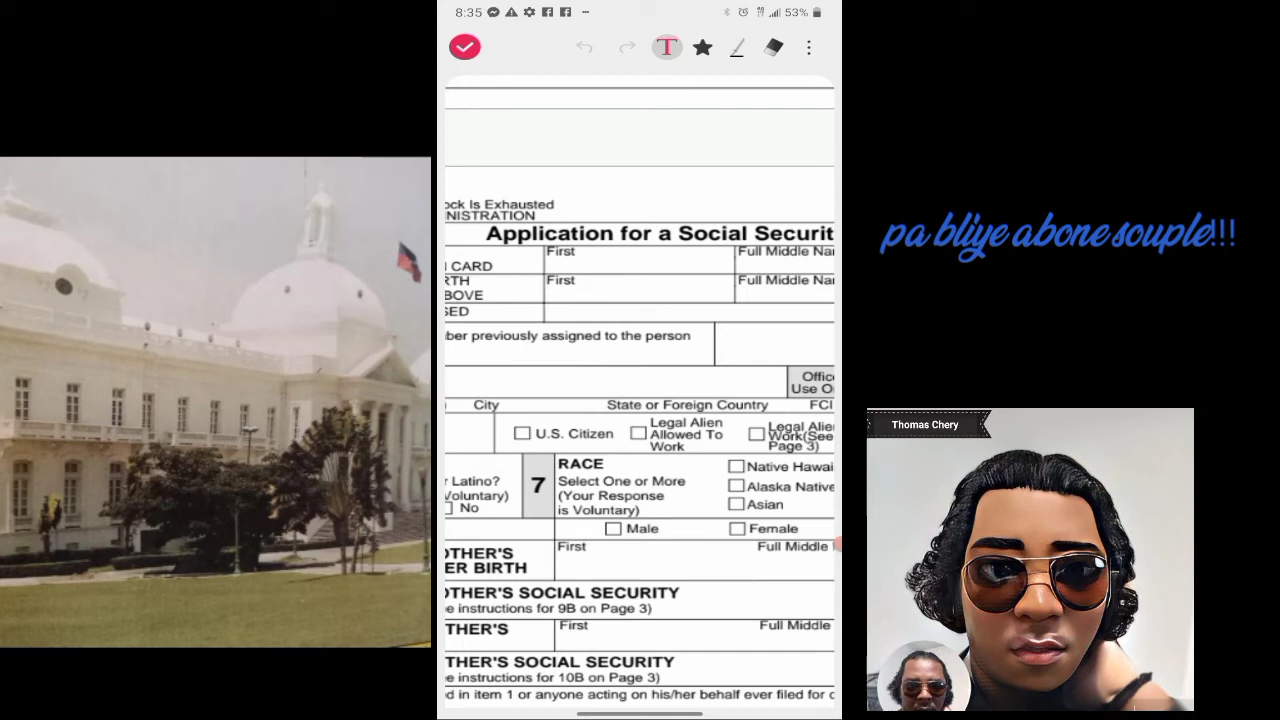 8:35
53%
T
ock Is Exhausted
NISTRATION
Application for a Social Securit
First
Full Middle Na
CARD
RTH
First
Full Middle Na
BOVE
SED
ber previously assigned to the person
Offic
Use O
City
State or Foreign Country
FCI
U.S. Citizen
Legal Alien
Allowed To
Work
Legal Alie
Work(See
Page 3)
r Latino?
Voluntary)
No
7
RACE
Select One or More
(Your Response
is Voluntary)
Native Hawai
Alaska Native
Asian
Male
Female
OTHER'S
ER BIRTH
First
Full Middle
OTHER'S SOCIAL SECURITY
e instructions for 9B on Page 3)
THER'S
First
Full Middle
THER'S SOCIAL SECURITY
e instructions for 10B on Page 3)
d in item 1 or anyone acting on his/her behalf ever filed for
pa bliye abone souple!!!
Thomas Chery